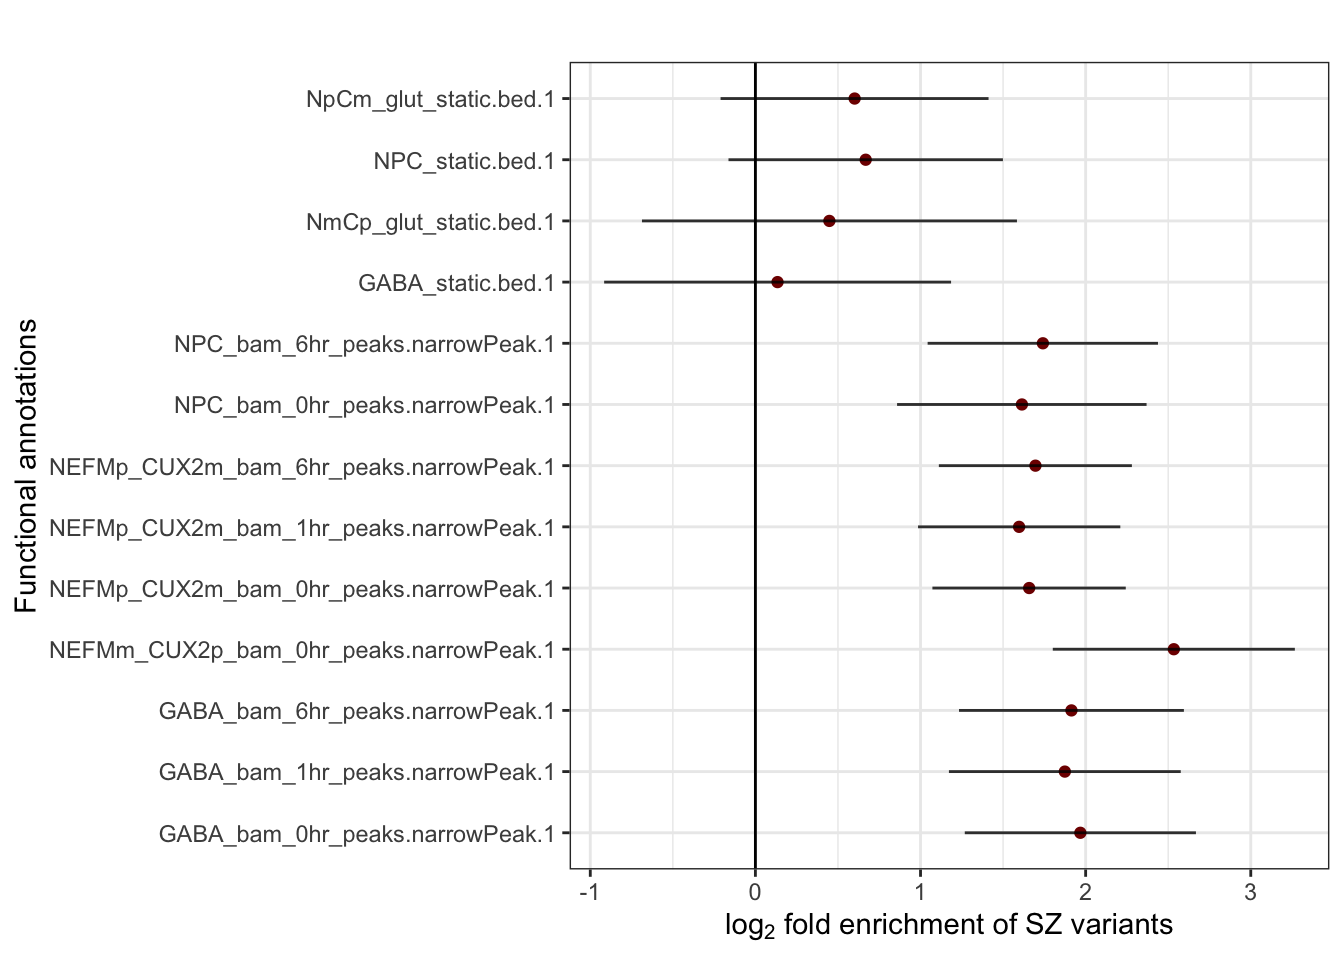 NpCm_glut_static.bed.1
NPC_static.bed.1
NmCp_glut_static.bed.1
GABA_static.bed.1
NPC_bam_6hr_peaks.narrowPeak.1
NPC_bam_0hr_peaks.narrowPeak.1
NEFMp_CUX2m_bam_6hr_peaks.narrowPeak.1
NEFMp_CUX2m_bam_1hr_peaks.narrowPeak.1
NEFMp_CUX2m_bam_0hr_peaks.narrowPeak.1
NEFMm_CUX2p_bam_0hr_peaks.narrowPeak.1
GABA_bam_6hr_peaks.narrowPeak.1
GABA_bam_1hr_peaks.narrowPeak.1
GABA_bam_0hr_peaks.narrowPeak.1
Functional annotations
-1 0 1 2 3
log₂ fold enrichment of SZ variants